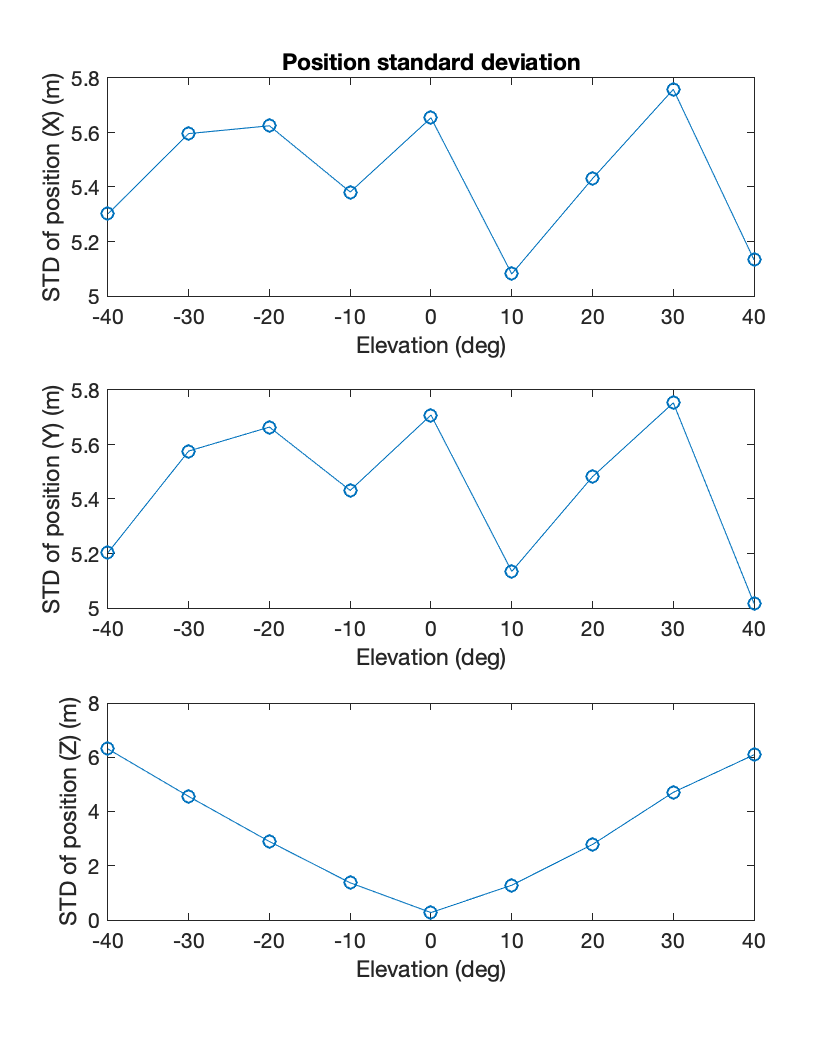 Position standard deviation
STD of position (X) (m)
5.8
5.6
5.4
5.2
5
-40 -30 -20 -10 0 10 20 30 40
Elevation (deg)
STD of position (Y) (m)
5.8
5.6
5.4
5.2
5
-40 -30 -20 -10 0 10 20 30 40
Elevation (deg)
STD of position (Z) (m)
8
6
4
2
0
-40 -30 -20 -10 0 10 20 30 40
Elevation (deg)